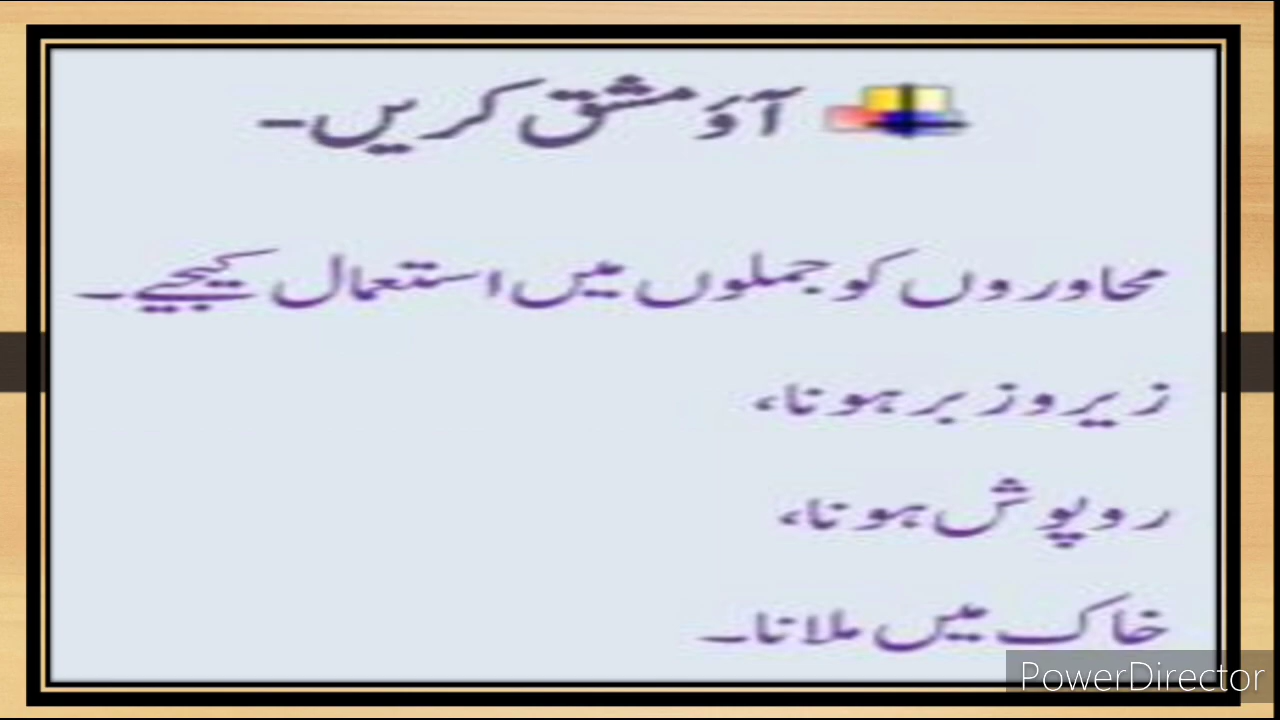 آؤ مشق کریں۔
محاوروں کو جملوں میں استعمال کیجیے۔
زیر و زبر ہونا،
روپوش ہونا،
خاک میں ملانا۔
PowerDirector